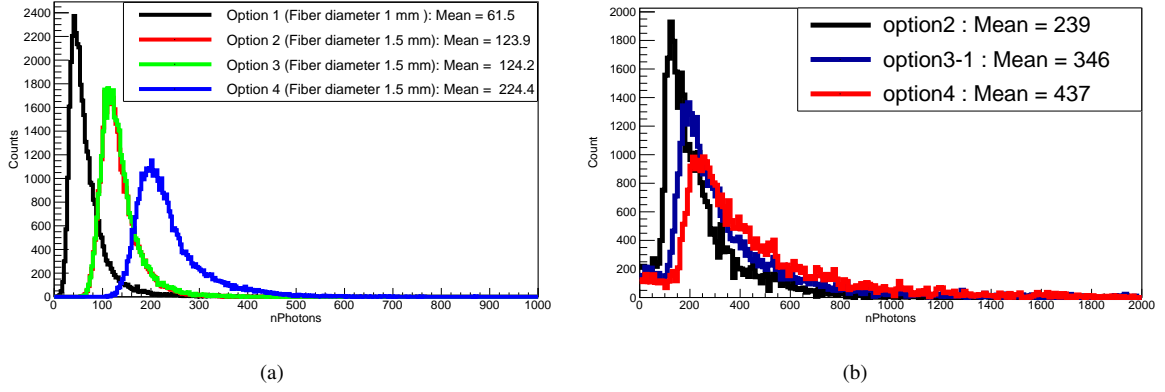 Option 1 (Fiber diameter 1 mm ): Mean = 61.5
Option 2 (Fiber diameter 1.5 mm): Mean = 123.9
Option 3 (Fiber diameter 1.5 mm): Mean = 124.2
Option 4 (Fiber diameter 1.5 mm): Mean = 224.4
Counts
2400
2200
2000
1800
1600
1400
1200
1000
800
600
400
200
0
0 100 200 300 400 500 600 700 800 900 1000
nPhotons
(a)
option2 : Mean = 239
option3-1 : Mean = 346
option4 : Mean = 437
Count
2000
1800
1600
1400
1200
1000
800
600
400
200
0
0 200 400 600 800 1000 1200 1400 1600 1800 2000
nPhotons
(b)